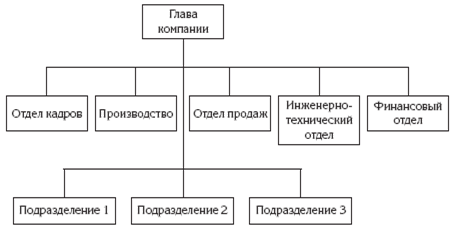 Глава
компании
Отдел кадров
Производство
Отдел продаж
Инженерно-
технический
отдел
Финансовый
отдел
Подразделение 1
Подразделение 2
Подразделение 3